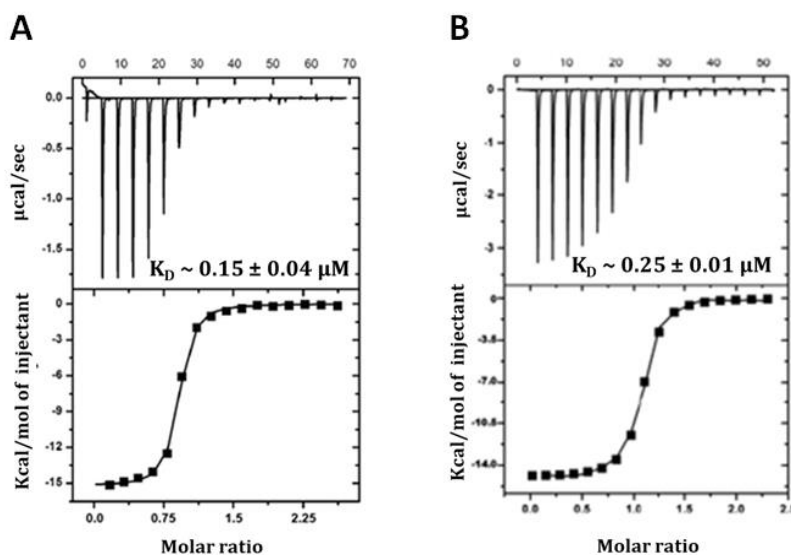 A
0 10 20 30 40 50 60 70
0.0
-0.5
-1.0
-1.5
µcal/sec
K_D ~ 0.15 ± 0.04 µM
0
-3
-6
-9
-12
-15
Kcal/mol of injectant
0.0 0.75 1.5 2.25
Molar ratio
B
0 10 20 30 40 50
0
-1
-2
-3
µcal/sec
K_D ~ 0.25 ± 0.01 µM
0
-3.5
-7.0
-10.5
-14.0
Kcal/mol of injectant
0.0 0.5 1.0 1.5 2.0
Molar ratio